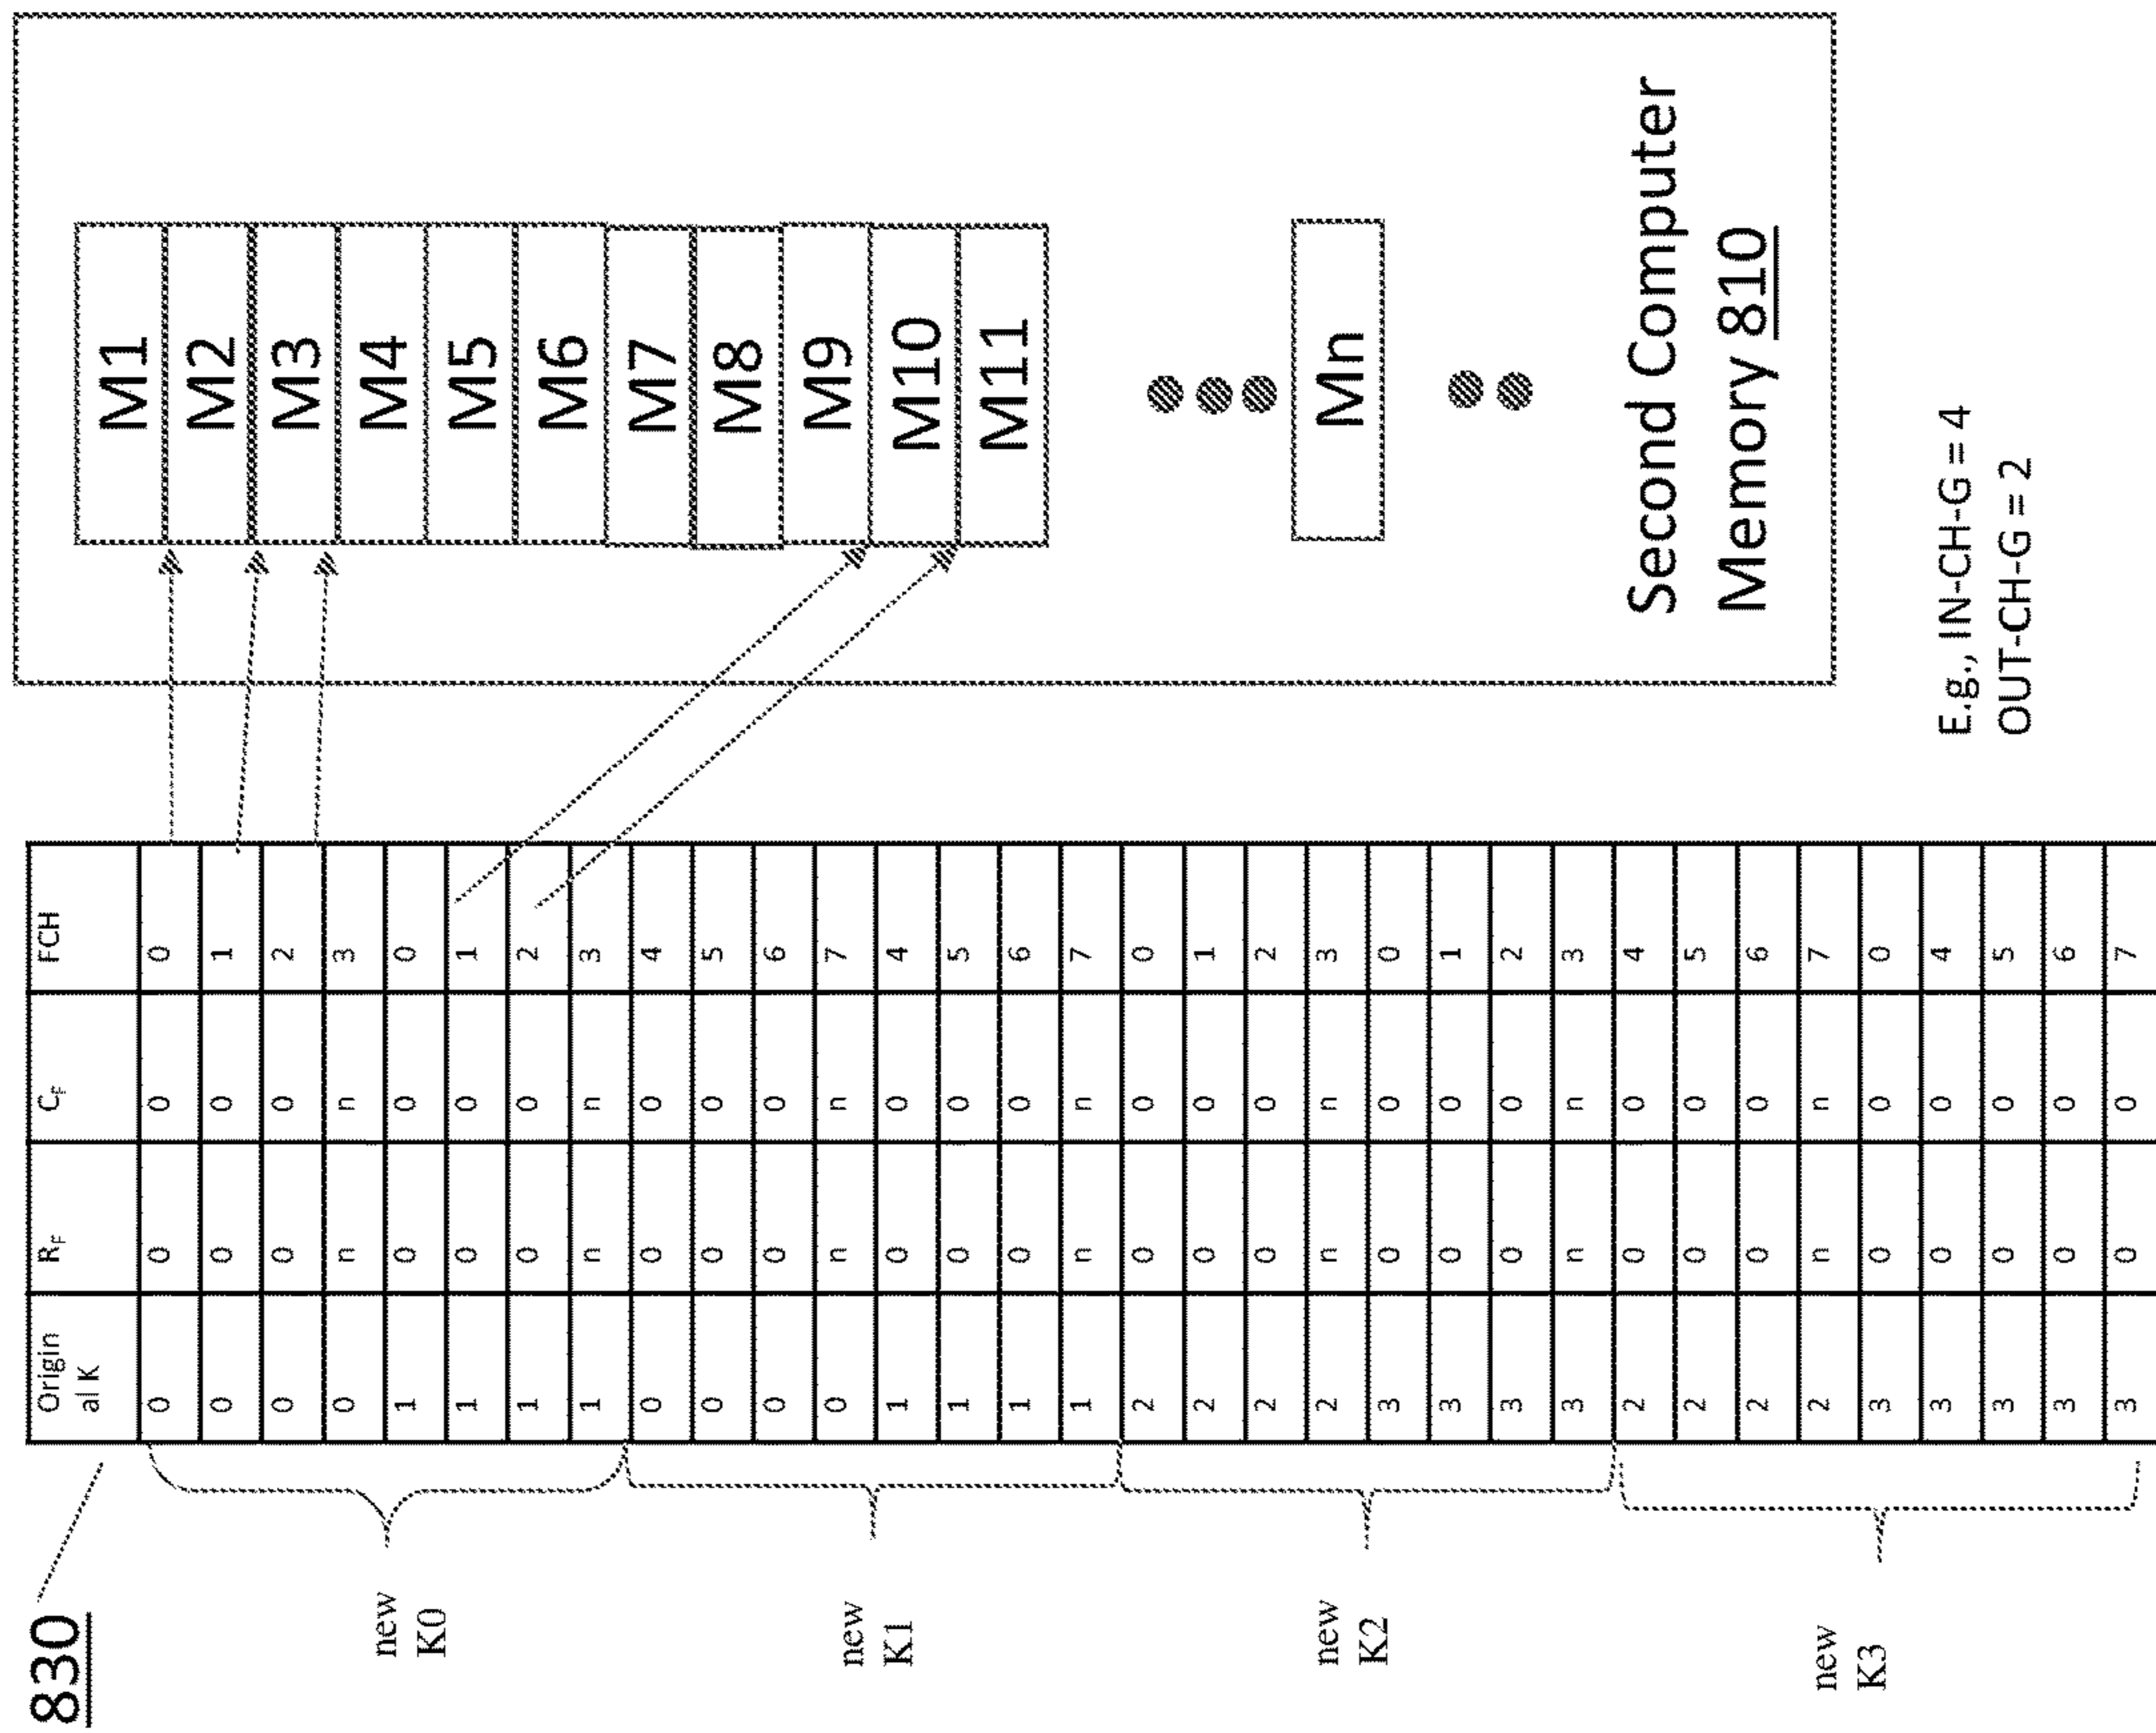 830
new
K0
new
K1
new
K2
new
K3
Origin
al K R_F C_F FCH
0 0 0 0
0 0 0 1
0 0 0 2
0 n n 3
1 0 0 0
1 0 0 1
1 0 0 2
1 n n 3
0 0 0 4
0 0 0 5
0 0 0 6
0 n n 7
1 0 0 4
1 0 0 5
1 0 0 6
1 n n 7
2 0 0 0
2 0 0 1
2 0 0 2
2 n n 3
3 0 0 0
3 0 0 1
3 0 0 2
3 n n 3
2 0 0 4
2 0 0 5
2 0 0 6
2 n n 7
3 0 0 0
3 0 0 4
3 0 0 5
3 0 0 6
3 0 0 7
M1
M2
M3
M4
M5
M6
M7
M8
M9
M10
M11
Mn
Second Computer
Memory 810
E.g., IN-CH-G = 4
OUT-CH-G = 2